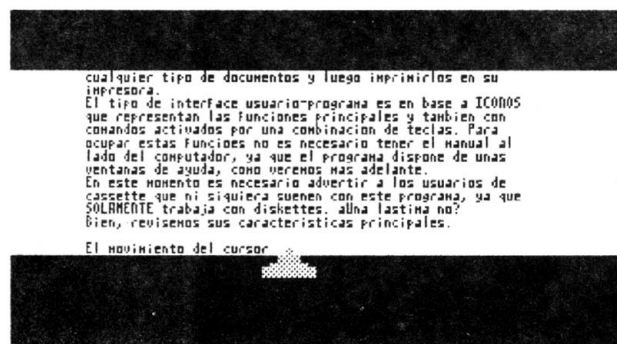 cualquier tipo de documentos y luego imprimirlos en su
impresora.
El tipo de interface usuario-programa es en base a ICONOS
que representan las funciones principales y tambien con
comandos activados por una combinacion de teclas. Para
ocupar estas funcioes no es necesario tener el manual al
lado del computador, ya que el programa dispone de unas
ventanas de ayuda, como veremos mas adelante.
En este momento es necesario advertir a los usuarios de
cassette que ni siquiera suenen con este programa, ya que
SOLAMENTE trabaja con diskettes. aUna lastima no?
Bien, revisemos sus caracteristicas principales.
El movimiento del cursor